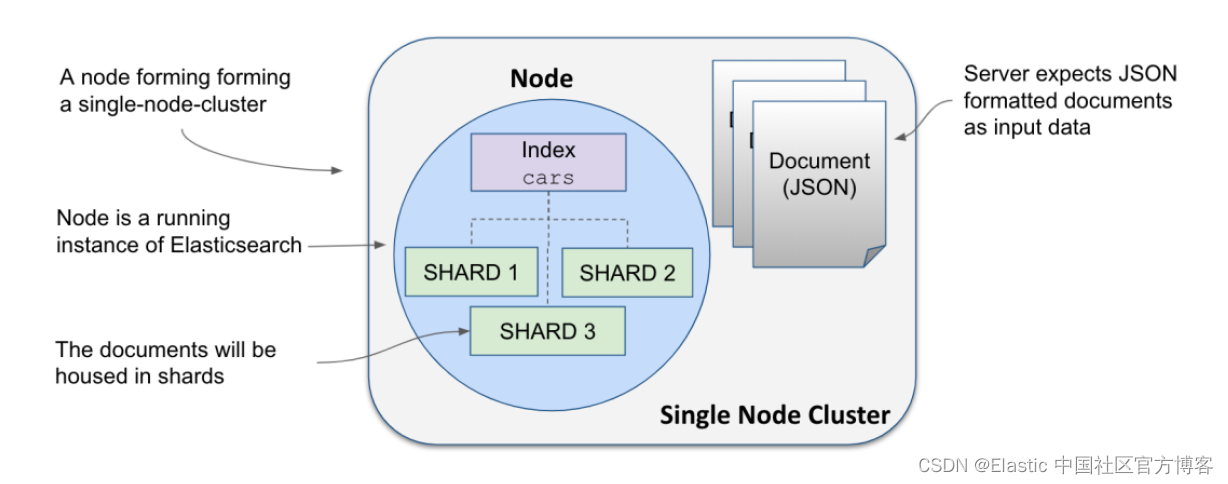 A node forming forming
a single-node-cluster
Node is a running
instance of Elasticsearch
The documents will be
housed in shards
Node
Index
cars
SHARD 1
SHARD 2
SHARD 3
D
D
Document
(JSON)
Single Node Cluster
Server expects JSON
formatted documents
as input data
CSDN @Elastic 中国社区官方博客